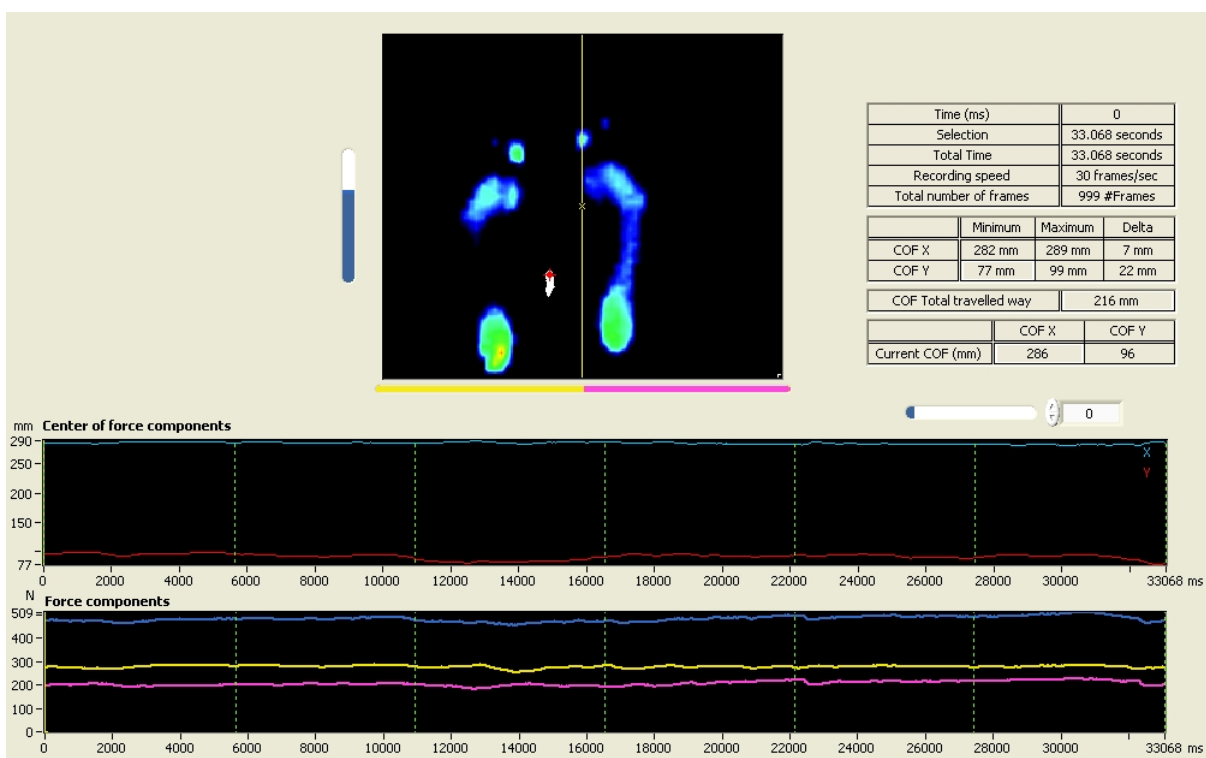 Time (ms) 0
Selection 33.068 seconds
Total Time 33.068 seconds
Recording speed 30 frames/sec
Total number of frames 999 #Frames
Minimum Maximum Delta
COF X 282 mm 289 mm 7 mm
COF Y 77 mm 99 mm 22 mm
COF Total travelled way 216 mm
COF X COF Y
Current COF (mm) 286 96
0
mm Center of force components
290
250
200
150
77
X
Y
0 2000 4000 6000 8000 10000 12000 14000 16000 18000 20000 22000 24000 26000 28000 30000 33068 ms
N Force components
509
400
300
200
100
0
0 2000 4000 6000 8000 10000 12000 14000 16000 18000 20000 22000 24000 26000 28000 30000 33068 ms